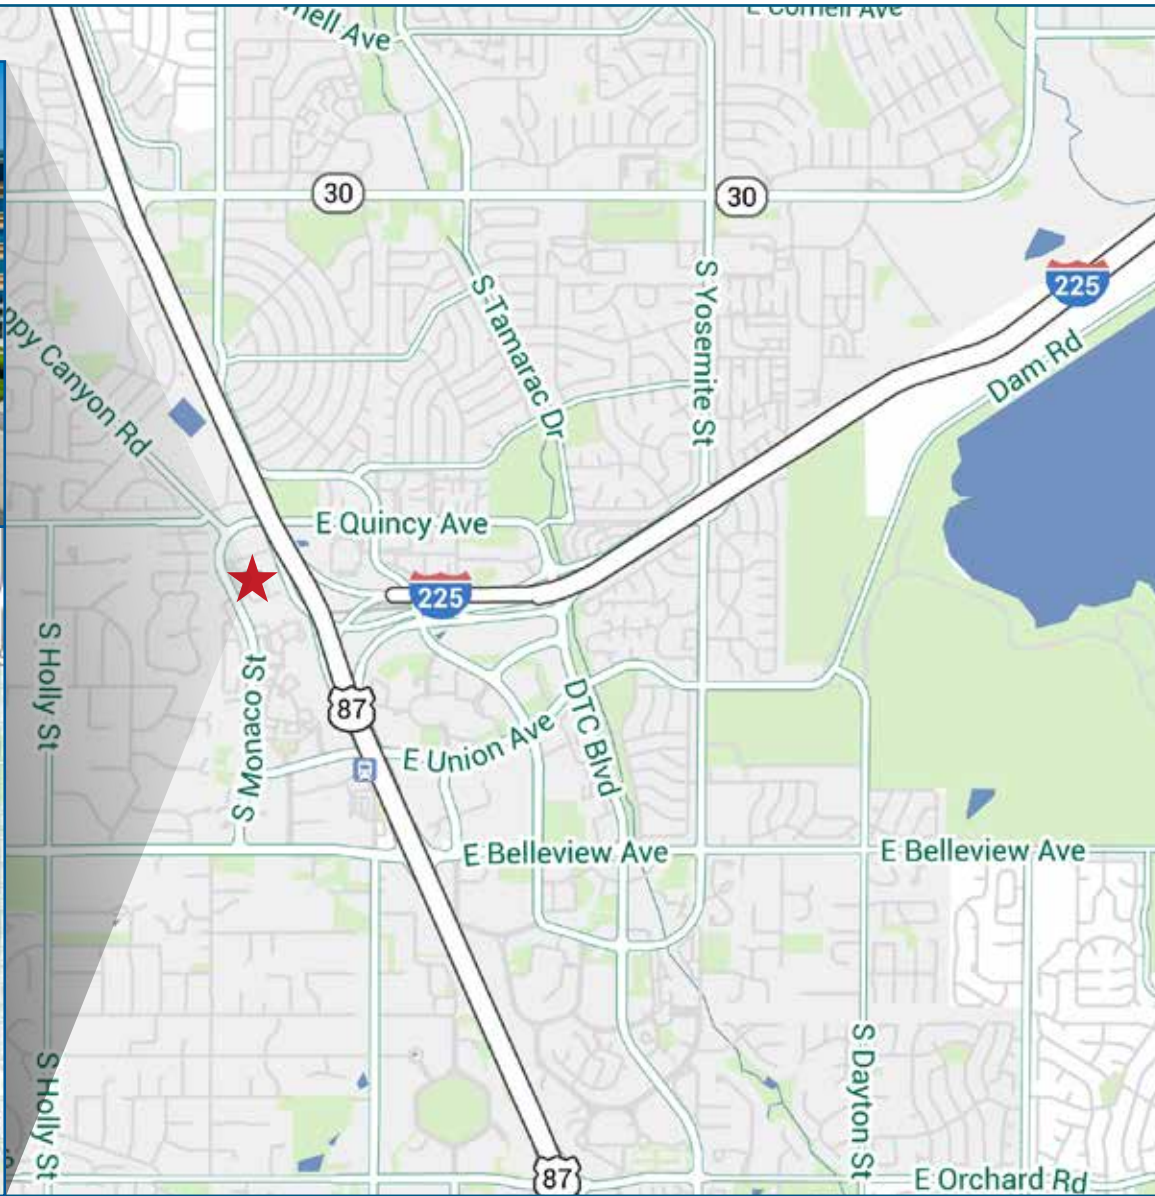 E Cornell Ave
30
30
225
S Tamarac Dr
S Yosemite St
Dam Rd
Canyon Rd
E Quincy Ave
225
S Holly St
S Monaco St
87
E Union Ave
DTC Blvd
E Belleview Ave
E Belleview Ave
S Holly St
S Dayton St
87
E Orchard Rd